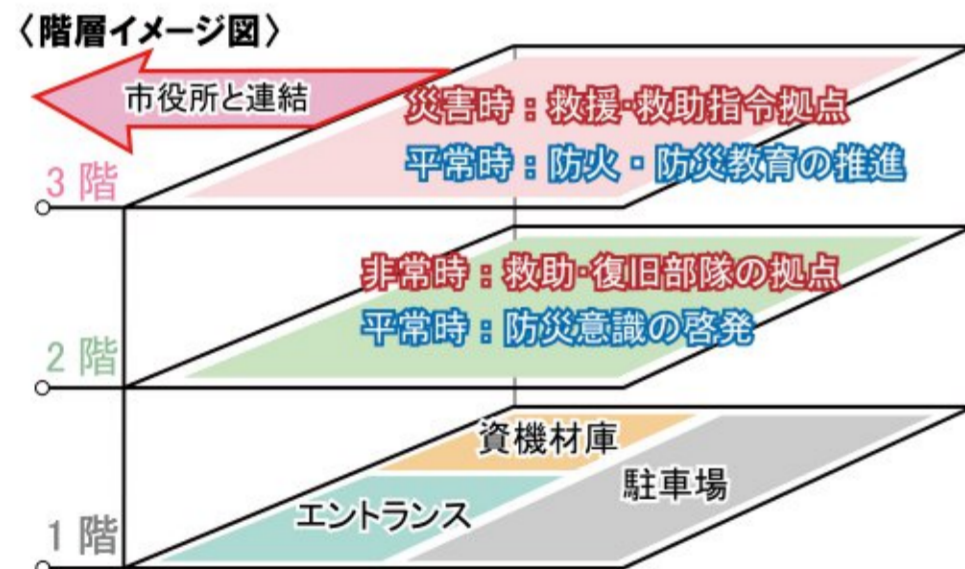 〈階層イメージ図〉
市役所と連結
災害時：救援・救助指令拠点
平常時：防火・防災教育の推進
3階
非常時：救助・復旧部隊の拠点
平常時：防災意識の啓発
2階
資機材庫
駐車場
エントランス
1階